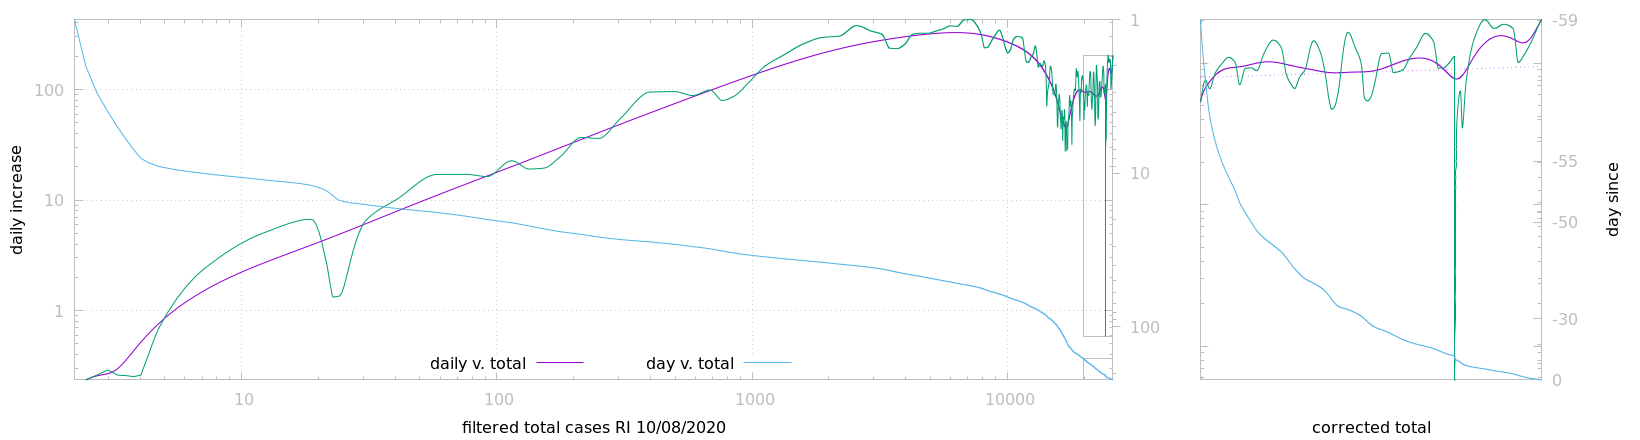 daily increase
100
10
1
1
10
100
daily v. total
day v. total
10
100
1000
10000
filtered total cases RI 10/08/2020
-59
-55
-50
-30
0
day since
corrected total